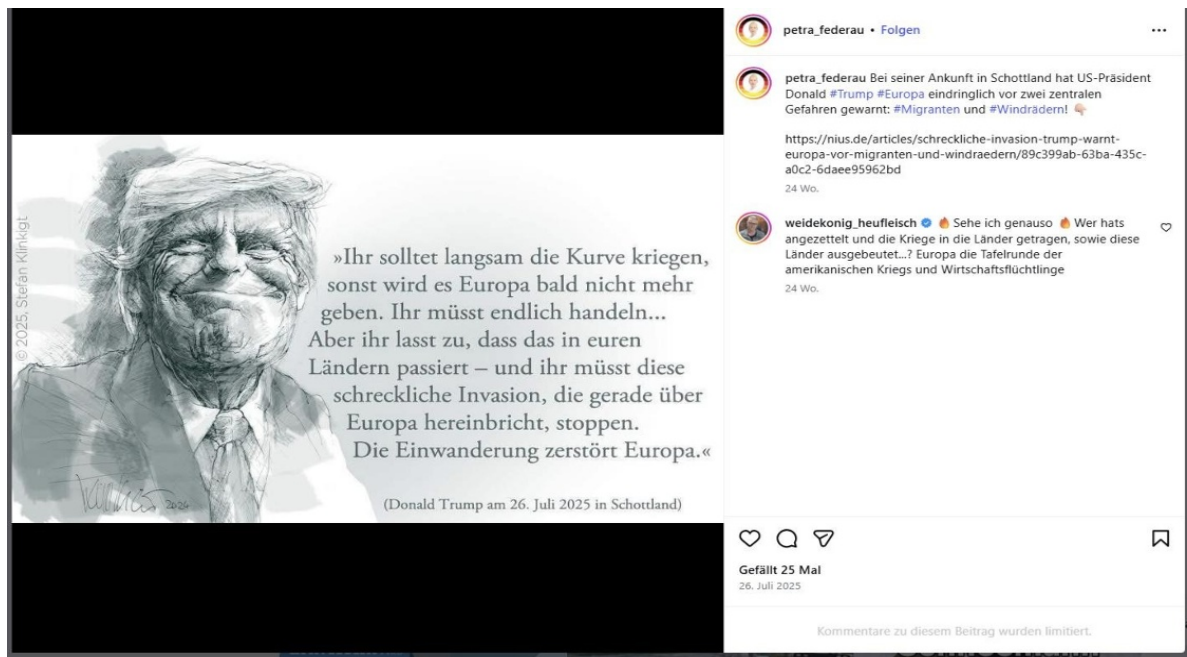 © 2025, Stefan Klinkigt
»Ihr solltet langsam die Kurve kriegen,
sonst wird es Europa bald nicht mehr
geben. Ihr müsst endlich handeln...
Aber ihr lasst zu, dass das in euren
Ländern passiert – und ihr müsst diese
schreckliche Invasion, die gerade über
Europa hereinbricht, stoppen.
Die Einwanderung zerstört Europa.«
(Donald Trump am 26. Juli 2025 in Schottland)
petra_federau • Folgen
petra_federau Bei seiner Ankunft in Schottland hat US-Präsident
Donald #Trump #Europa eindringlich vor zwei zentralen
Gefahren gewarnt: #Migranten und #Windrädern! 👇🏻
https://nius.de/articles/schreckliche-invasion-trump-warnt-
europa-vor-migranten-und-windraedern/89c399ab-63ba-435c-
a0c2-6daee95962bd
24 Wo.
weidekonig_heufleisch 🔥 Sehe ich genauso 🔥 Wer hats
angezettelt und die Kriege in die Länder getragen, sowie diese
Länder ausgebeutet...? Europa die Tafelrunde der
amerikanischen Kriegs und Wirtschaftsflüchtlinge
24 Wo.
Gefällt 25 Mal
26. Juli 2025
Kommentare zu diesem Beitrag wurden limitiert.